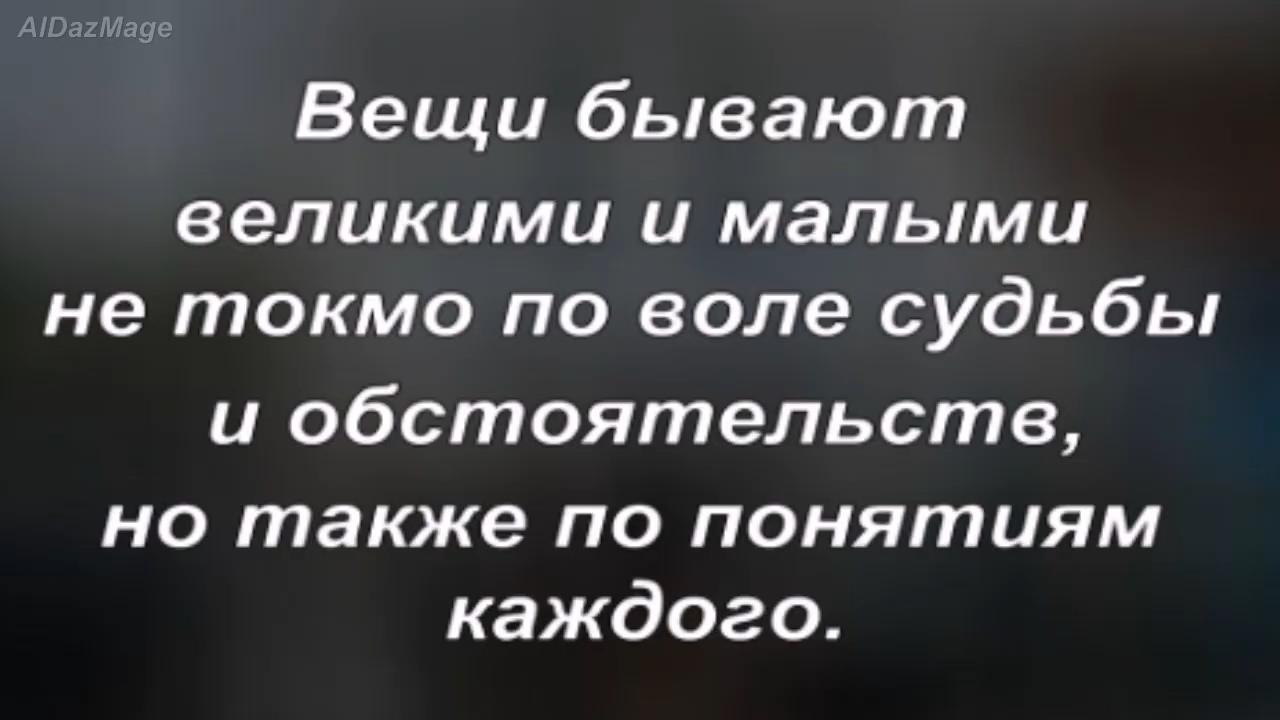 AIDazMage
Вещи бывают
великими и малыми
не токмо по воле судьбы
и обстоятельств,
но также по понятиям
каждого.